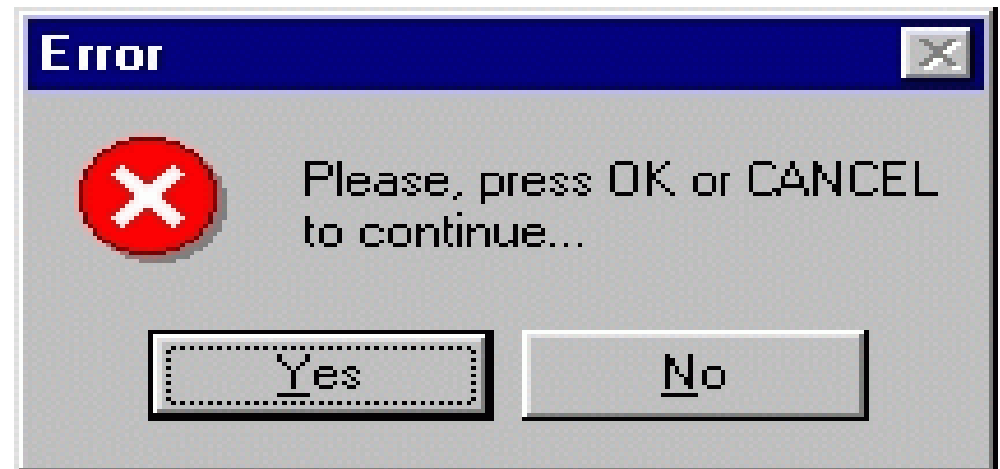 Error
Please, press OK or CANCEL
to continue...
Yes No